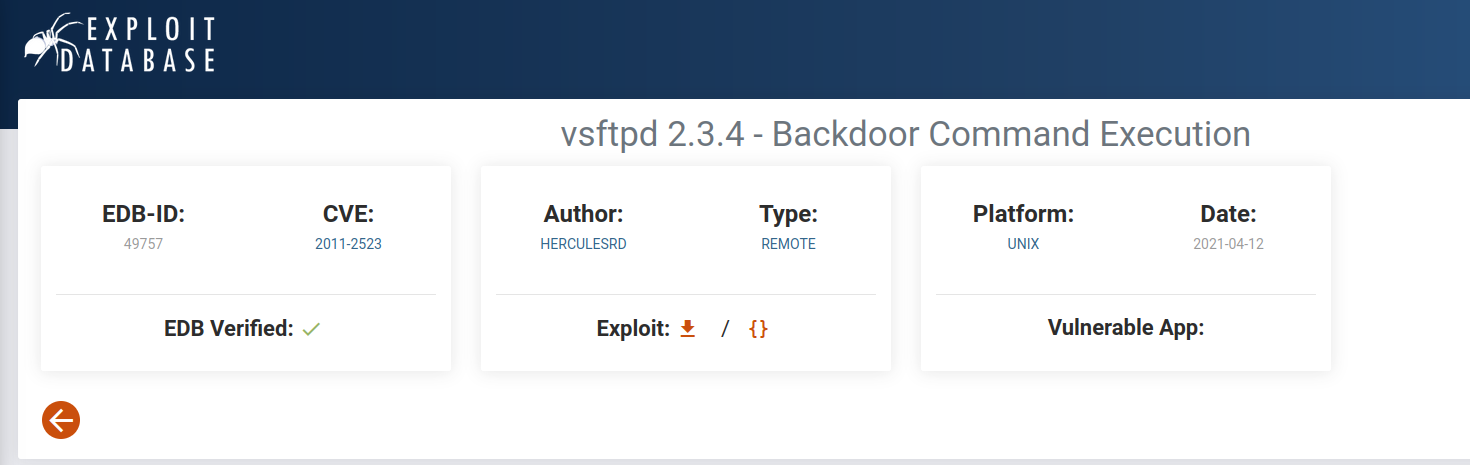 EXPLOIT
DATABASE
vsftpd 2.3.4 - Backdoor Command Execution
EDB-ID:
49757
CVE:
2011-2523
EDB Verified:
Author:
HERCULESRD
Type:
REMOTE
Exploit: / {}
Platform:
UNIX
Date:
2021-04-12
Vulnerable App: